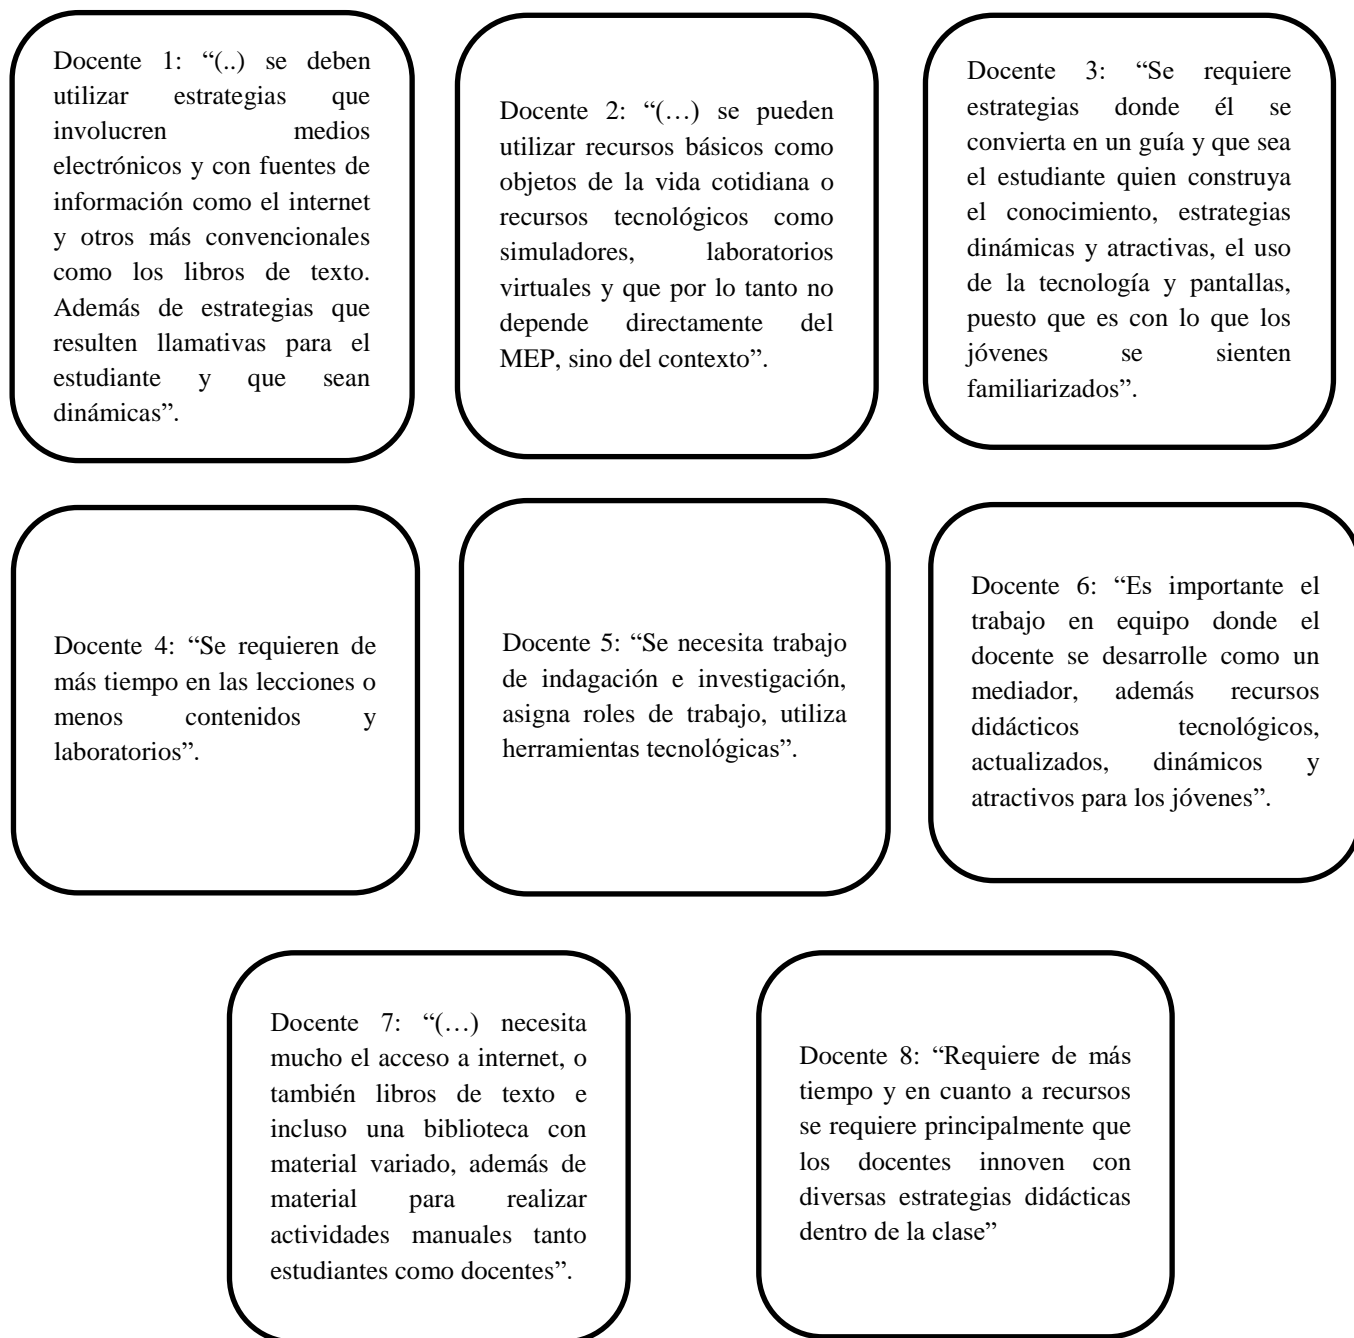 Docente 1: “(..) se deben
utilizar estrategias que
involucren medios
electrónicos y con fuentes de
información como el internet
y otros más convencionales
como los libros de texto.
Además de estrategias que
resulten llamativas para el
estudiante y que sean
dinámicas”.
Docente 2: “(…) se pueden
utilizar recursos básicos como
objetos de la vida cotidiana o
recursos tecnológicos como
simuladores, laboratorios
virtuales y que por lo tanto no
depende directamente del
MEP, sino del contexto”.
Docente 3: “Se requiere
estrategias donde él se
convierta en un guía y que sea
el estudiante quien construya
el conocimiento, estrategias
dinámicas y atractivas, el uso
de la tecnología y pantallas,
puesto que es con lo que los
jóvenes se sienten
familiarizados”.
Docente 4: “Se requieren de
más tiempo en las lecciones o
menos contenidos y
laboratorios”.
Docente 5: “Se necesita trabajo
de indagación e investigación,
asigna roles de trabajo, utiliza
herramientas tecnológicas”.
Docente 6: “Es importante el
trabajo en equipo donde el
docente se desarrolle como un
mediador, además recursos
didácticos tecnológicos,
actualizados, dinámicos y
atractivos para los jóvenes”.
Docente 7: “(…) necesita
mucho el acceso a internet, o
también libros de texto e
incluso una biblioteca con
material variado, además de
material para realizar
actividades manuales tanto
estudiantes como docentes”.
Docente 8: “Requiere de más
tiempo y en cuanto a recursos
se requiere principalmente que
los docentes innoven con
diversas estrategias didácticas
dentro de la clase”